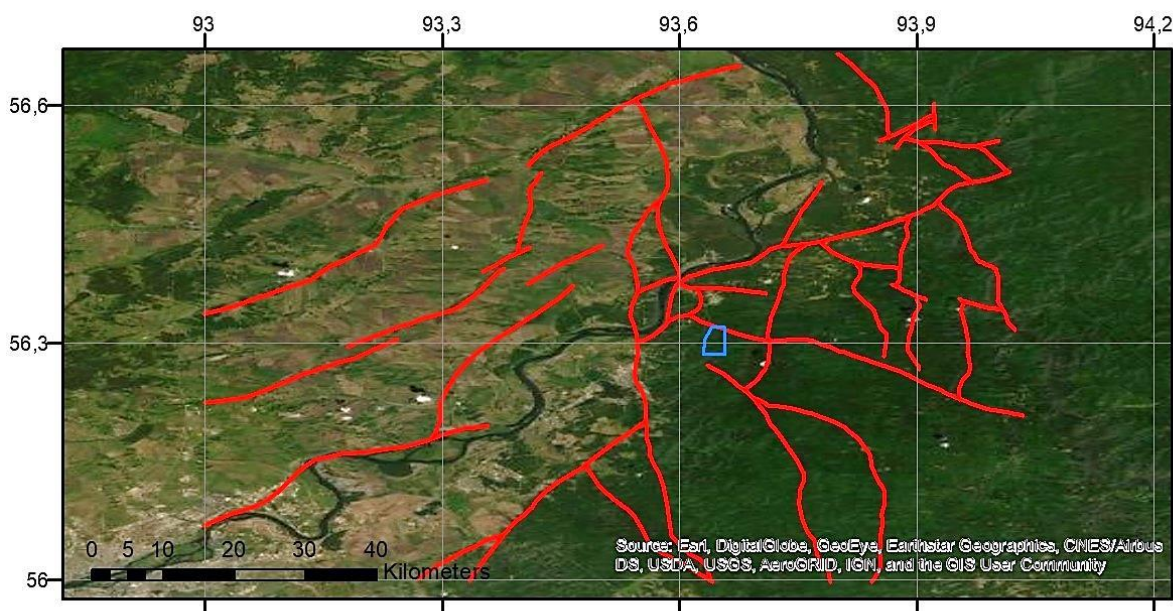 93 93,3 93,6 93,9 94,2
56,6
56,3
56
0 5 10 20 30 40
Kilometers
Source: Esri, DigitalGlobe, GeoEye, Earthstar Geographics, CNES/Airbus
DS, USDA, USGS, AeroGRID, IGN, and the GIS User Community